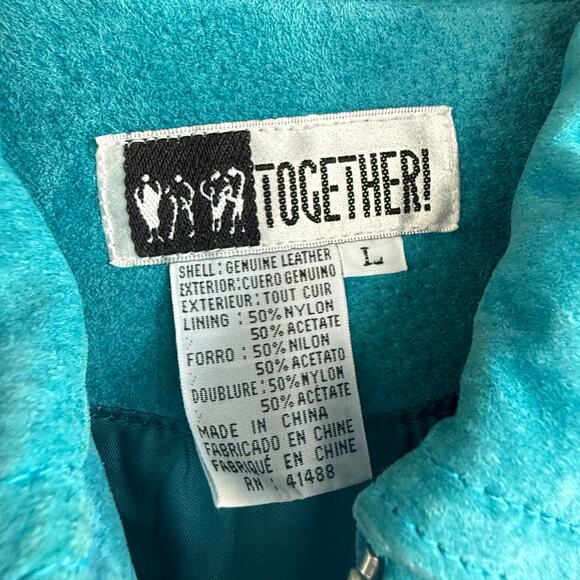 TOGETHER!
L
SHELL: GENUINE LEATHER
EXTERIOR: CUERO GENUINO
EXTERIEUR: TOUT CUIR
LINING : 50% NYLON
50% ACETATE
FORRO : 50% NILON
50% ACETATO
DOUBLURE: 50% NYLON
50% ACÉTATE
MADE IN CHINA
FABRICADO EN CHINE
FABRIQUÉ EN CHINE
RN : 41488